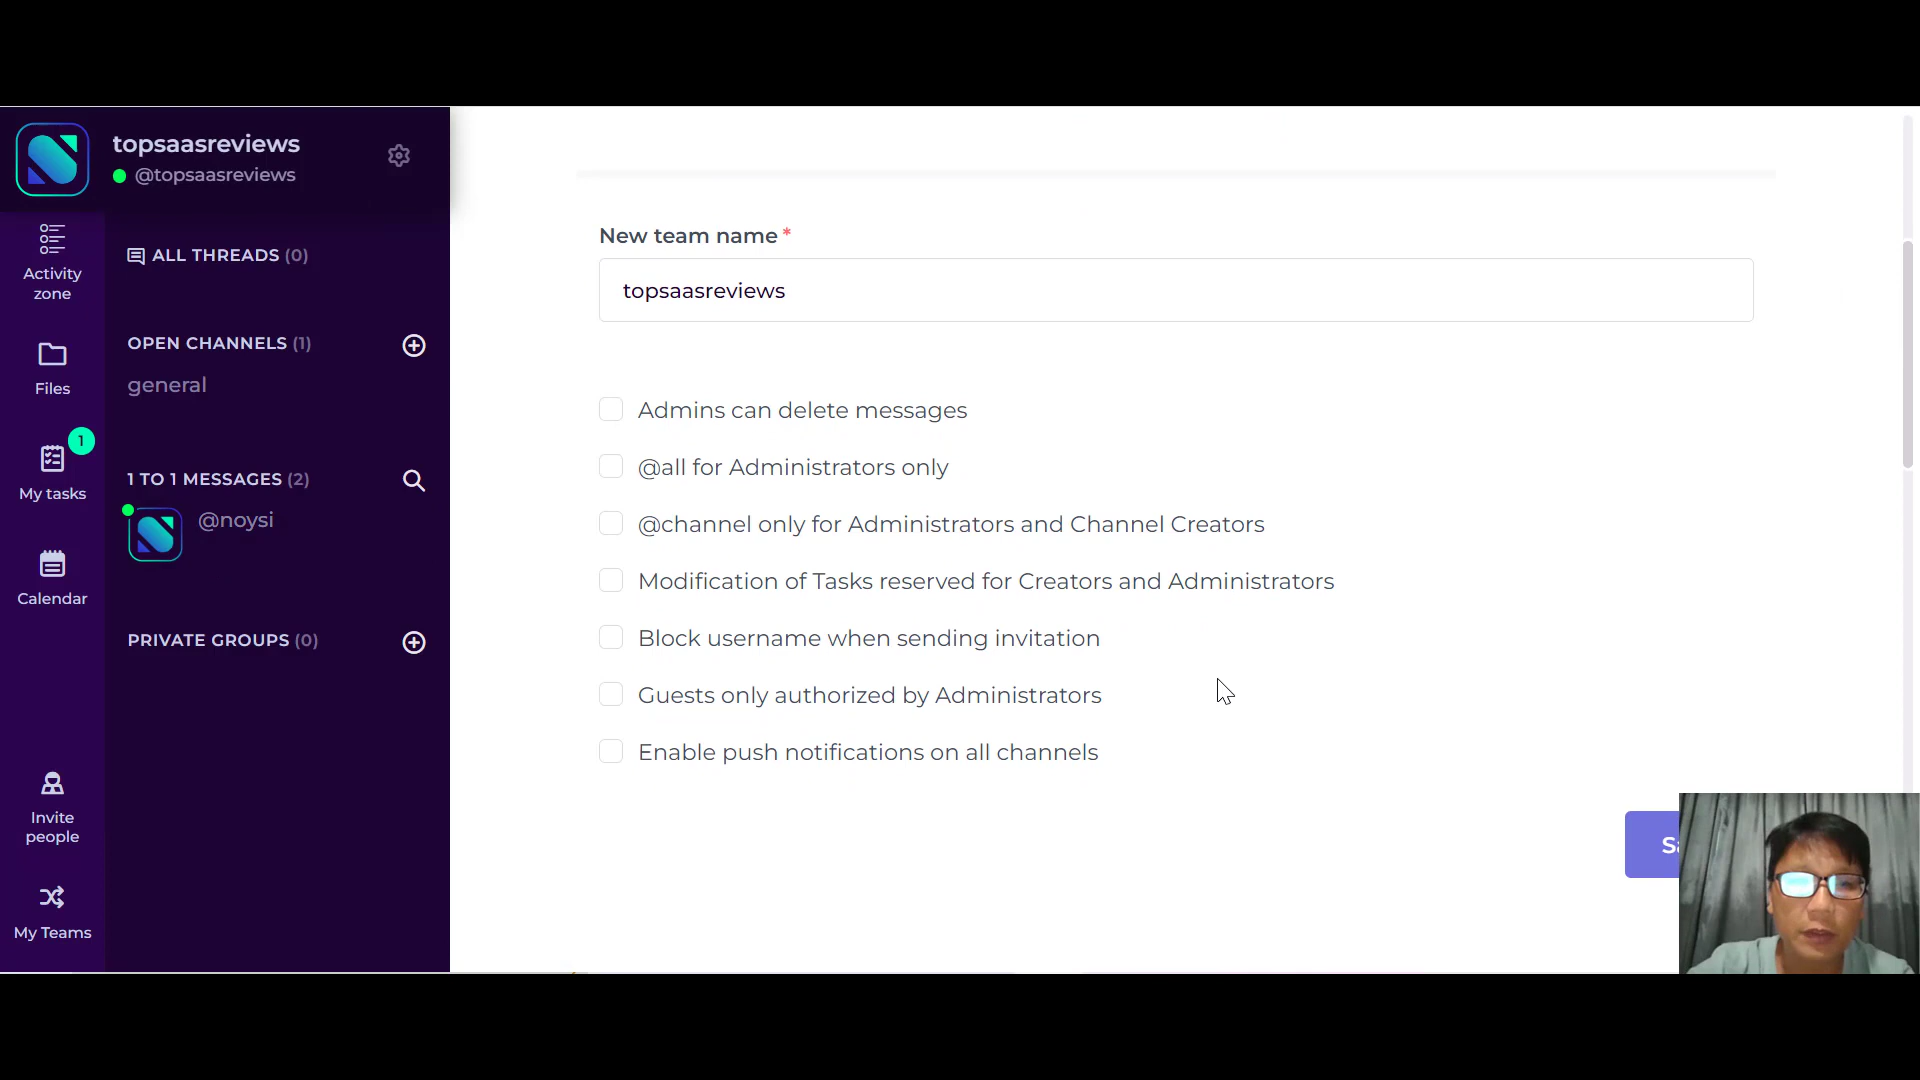 topsaasreviews
@topsaasreviews
Activity
zone
Files
1
My tasks
Calendar
Invite
people
My Teams
ALL THREADS (0)
OPEN CHANNELS (1)
general
1 TO 1 MESSAGES (2)
@noysi
PRIVATE GROUPS (0)
New team name *
topsaasreviews
Admins can delete messages
@all for Administrators only
@channel only for Administrators and Channel Creators
Modification of Tasks reserved for Creators and Administrators
Block username when sending invitation
Guests only authorized by Administrators
Enable push notifications on all channels